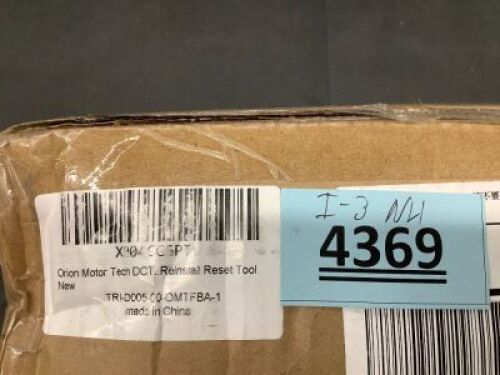 Orion Motor Tech DCT...Reinstall Reset Tool
New
made in China
I-3 NH
4369